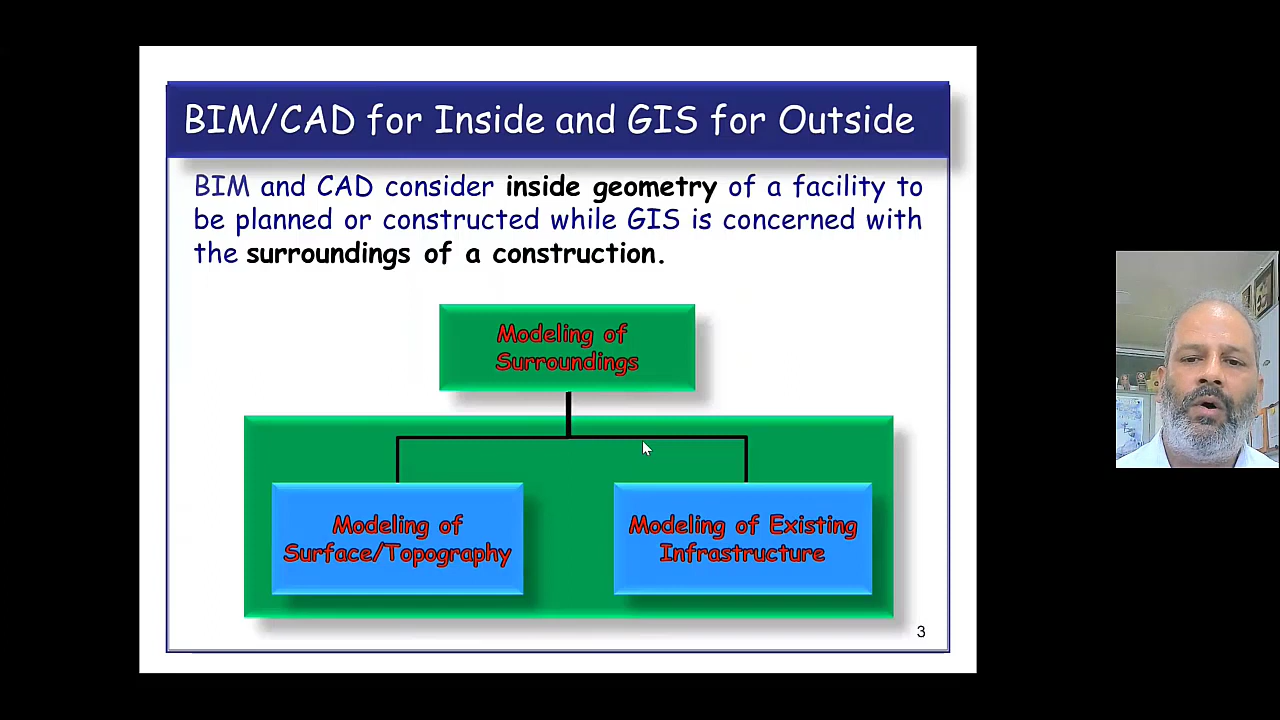 BIM/CAD for Inside and GIS for Outside
BIM and CAD consider inside geometry of a facility to
be planned or constructed while GIS is concerned with
the surroundings of a construction.
Modeling of
Surroundings
Modeling of
Surface/Topography
Modeling of Existing
Infrastructure
3